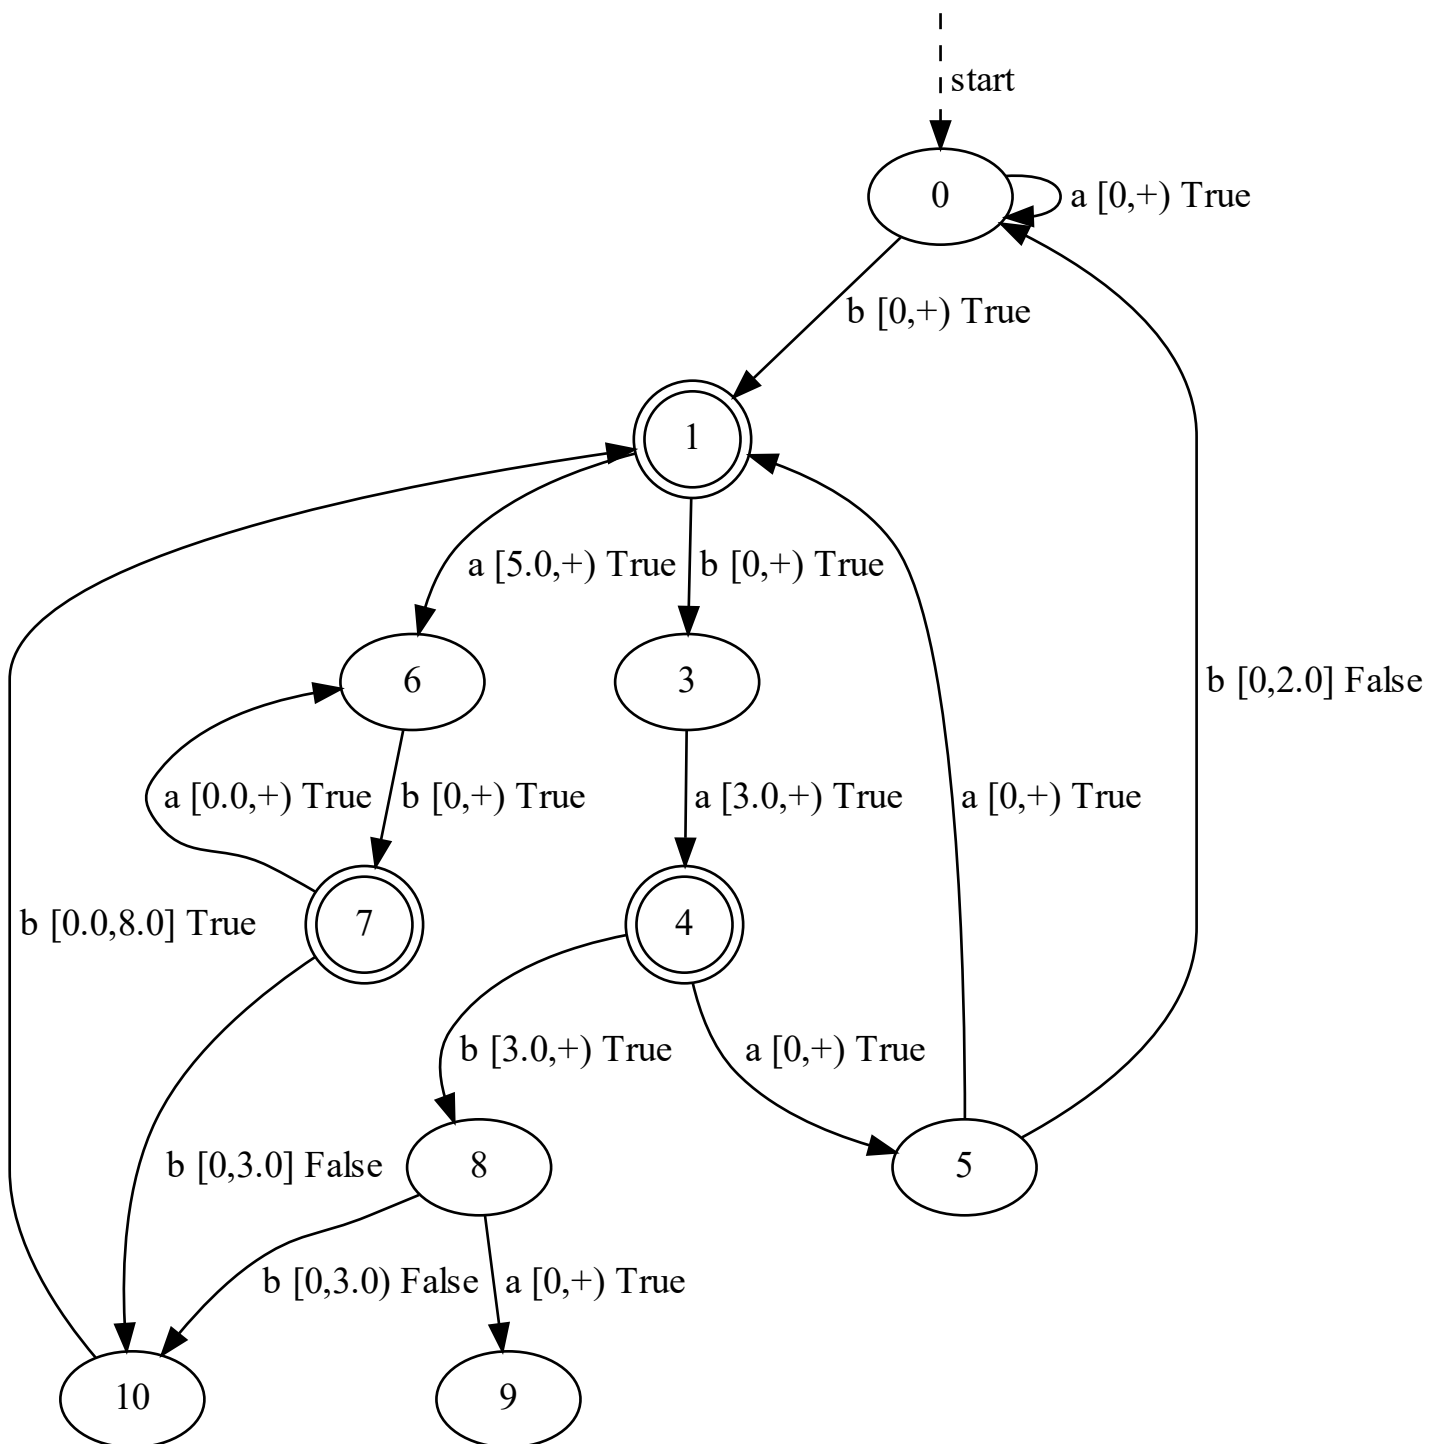 start
0
a [0,+) True
b [0,+) True
1
a [5.0,+) True
b [0,+) True
6
3
b [0,2.0] False
a [0.0,+) True
b [0,+) True
a [3.0,+) True
a [0,+) True
b [0.0,8.0] True
7
4
b [3.0,+) True
a [0,+) True
b [0,3.0] False
8
5
b [0,3.0) False
a [0,+) True
10
9